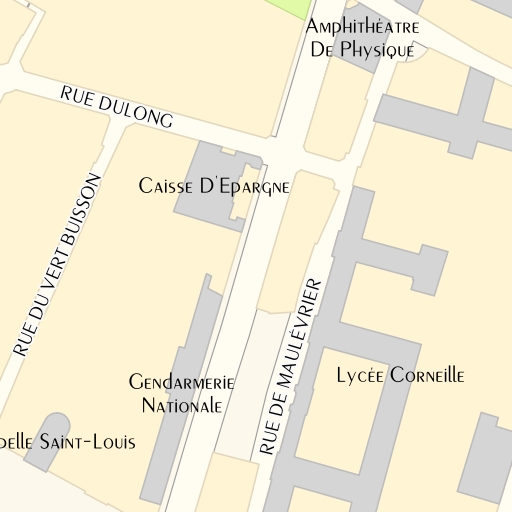 Amphithéatre
De Physique
RUE DULONG
Caisse D'Epargne
RUE DU VERT BUISSON
RUE DE MAULÉVRIER
Lycée Corneille
Gendarmerie
Nationale
Saint-Louis